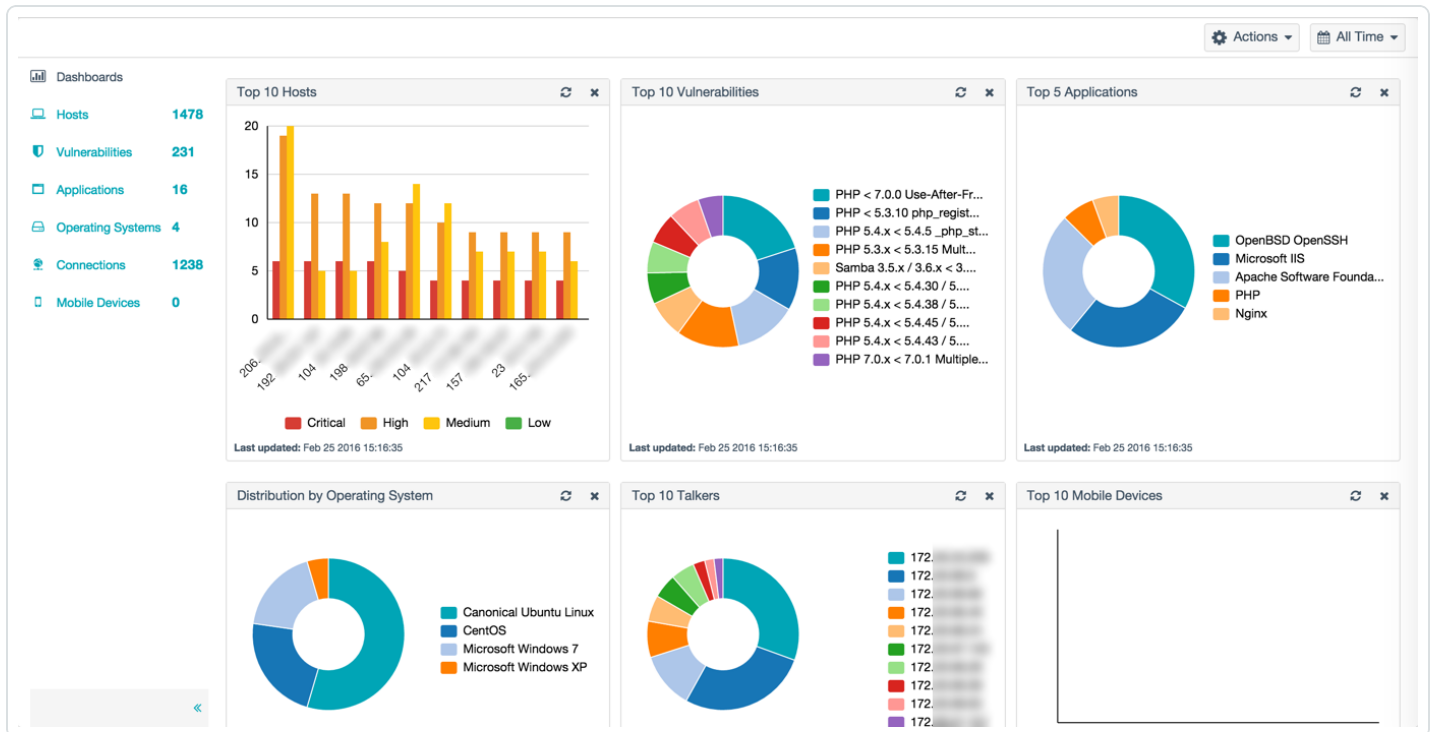 Actions
All Time
Dashboards
Hosts 1478
Vulnerabilities 231
Applications 16
Operating Systems 4
Connections 1238
Mobile Devices 0
«
Top 10 Hosts
20
15
10
5
0
206.
192
104
198
65.
104
217
157
23
165.
Critical High Medium Low
Last updated: Feb 25 2016 15:16:35
Top 10 Vulnerabilities
PHP < 7.0.0 Use-After-Fr...
PHP < 5.3.10 php_regist...
PHP 5.4.x < 5.4.5 _php_st...
PHP 5.3.x < 5.3.15 Mult...
Samba 3.5.x / 3.6.x < 3....
PHP 5.4.x < 5.4.30 / 5....
PHP 5.4.x < 5.4.38 / 5....
PHP 5.4.x < 5.4.45 / 5....
PHP 5.4.x < 5.4.43 / 5....
PHP 7.0.x < 7.0.1 Multiple...
Last updated: Feb 25 2016 15:16:35
Top 5 Applications
OpenBSD OpenSSH
Microsoft IIS
Apache Software Founda...
PHP
Nginx
Last updated: Feb 25 2016 15:16:35
Distribution by Operating System
Canonical Ubuntu Linux
CentOS
Microsoft Windows 7
Microsoft Windows XP
Top 10 Talkers
172.
172.
172.
172.
172.
172.
172.
172.
172.
172.
Top 10 Mobile Devices